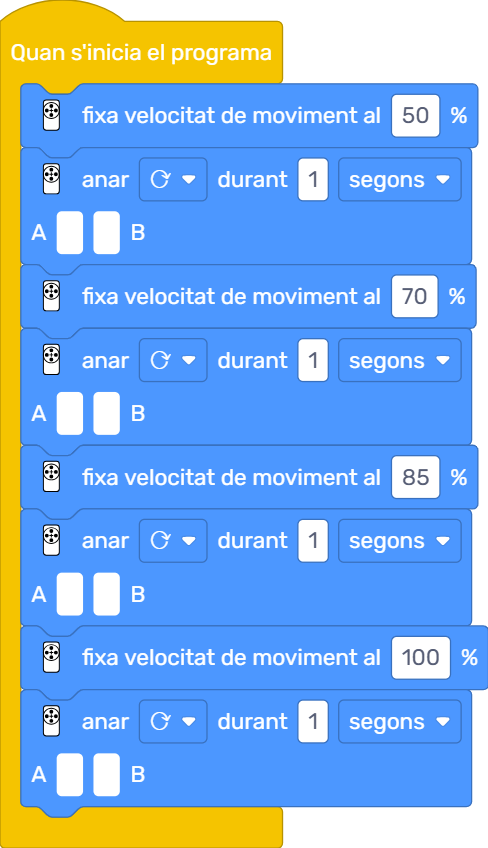 Quan s'inicia el programa
fixa velocitat de moviment al 50 %
anar durant 1 segons
A B
fixa velocitat de moviment al 70 %
anar durant 1 segons
A B
fixa velocitat de moviment al 85 %
anar durant 1 segons
A B
fixa velocitat de moviment al 100 %
anar durant 1 segons
A B